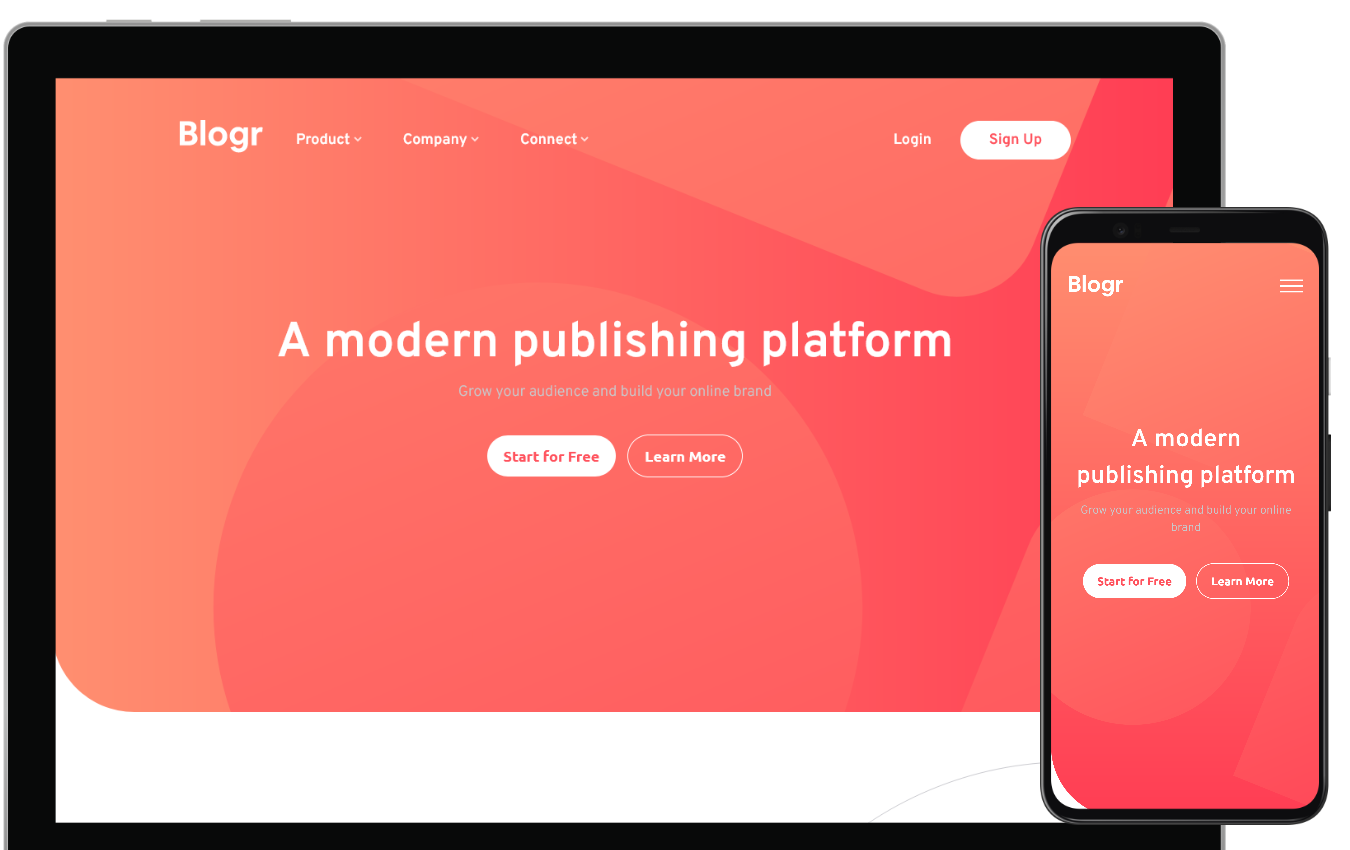 Blogr
Product
Company
Connect
Login
Sign Up
A modern publishing platform
Grow your audience and build your online brand
Start for Free
Learn More
Blogr
A modern
publishing platform
Grow your audience and build your online
brand
Start for Free
Learn More